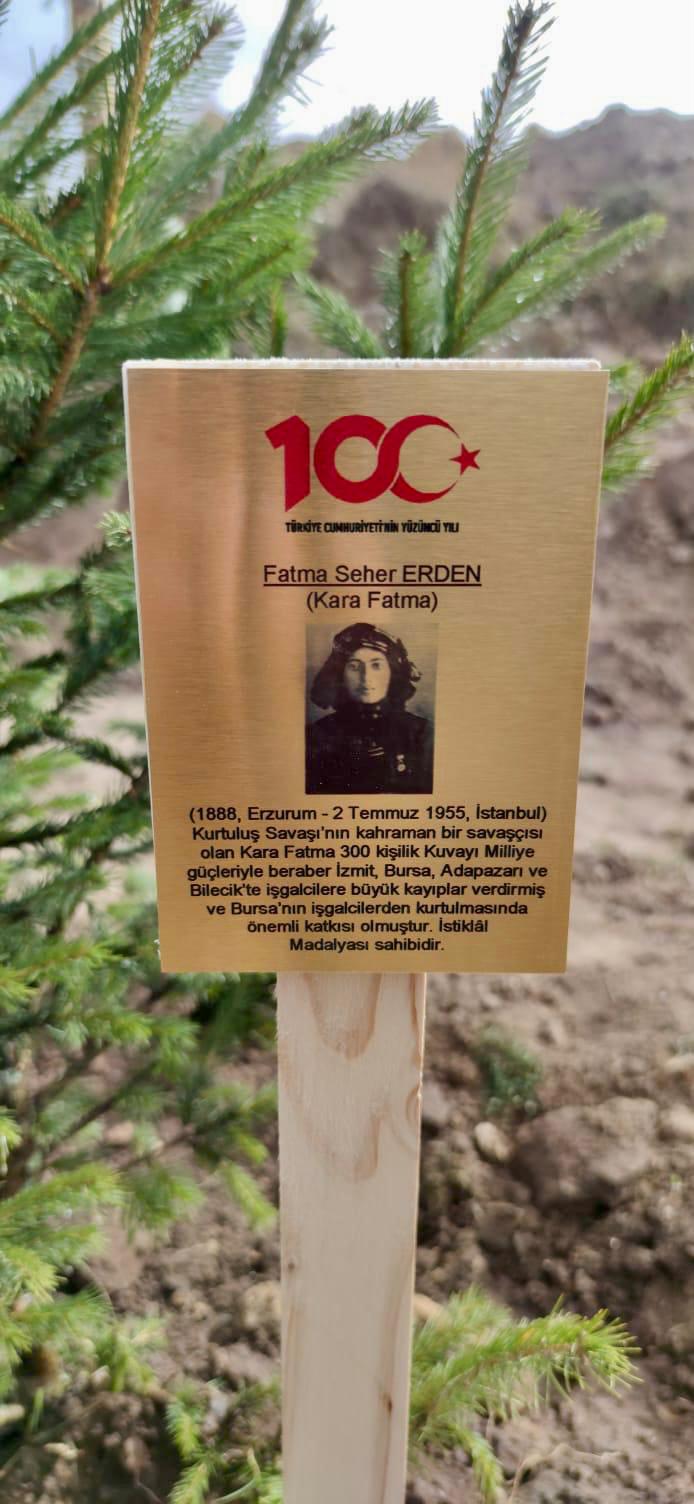 100
TÜRKİYE CUMHURİYETİ'NİN YÜZÜNCÜ YILI
Fatma Seher ERDEN
(Kara Fatma)
(1888, Erzurum - 2 Temmuz 1955, İstanbul)
Kurtuluş Savaşı'nın kahraman bir savaşçısı
olan Kara Fatma 300 kişilik Kuvayı Milliye
güçleriyle beraber İzmit, Bursa, Adapazarı ve
Bilecik'te işgalcilere büyük kayıplar verdirmiş
ve Bursa'nın işgalcilerden kurtulmasında
önemli katkısı olmuştur. İstiklâl
Madalyası sahibidir.